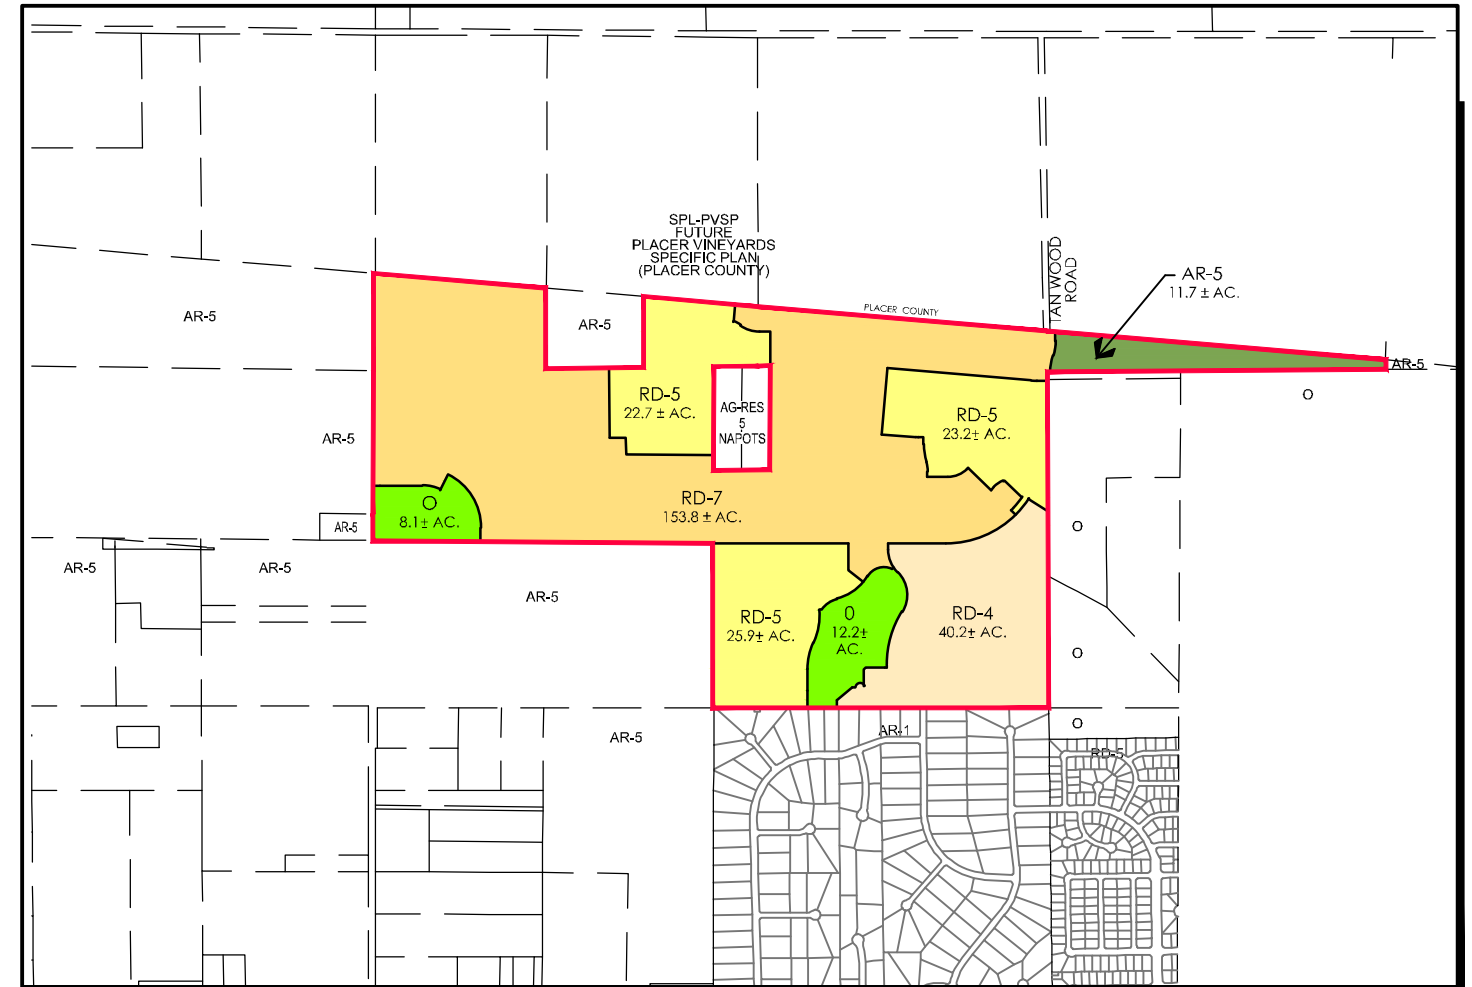 SPL-PVSP
FUTURE
PLACER VINEYARDS
SPECIFIC PLAN
(PLACER COUNTY)
TAN WOOD
ROAD
AR-5
11.7 ± AC.
AR-5
AR-5
PLACER COUNTY
AR-5
RD-5
22.7 ± AC.
AG-RES
5
NAPOTS
RD-5
23.2± AC.
O
AR-5
RD-7
153.8 ± AC.
O
8.1± AC.
AR-5
O
AR-5
AR-5
AR-5
RD-5
25.9± AC.
0
12.2±
AC.
RD-4
40.2± AC.
O
AR-5
AR-1
O
RD-5